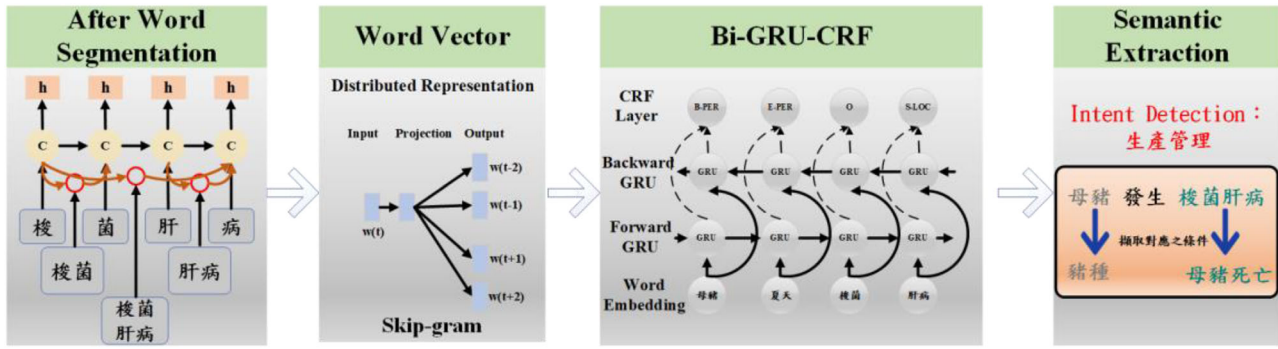 After Word
Segmentation
h h h h
C C C C
梭 菌 肝 病
梭菌 肝病
梭菌
肝病
Word Vector
Distributed Representation
Input Projection Output
w(t-2)
w(t-1)
w(t)
w(t+1)
w(t+2)
Skip-gram
Bi-GRU-CRF
CRF
Layer
B-PER E-PER O S-LOC
Backward
GRU
GRU GRU GRU GRU
Forward
GRU
GRU GRU GRU GRU
Word
Embedding
母豬 夏天 梭菌 肝病
Semantic
Extraction
Intent Detection：
生產管理
母豬 發生 梭菌肝病
擷取對應之條件
豬種 母豬死亡